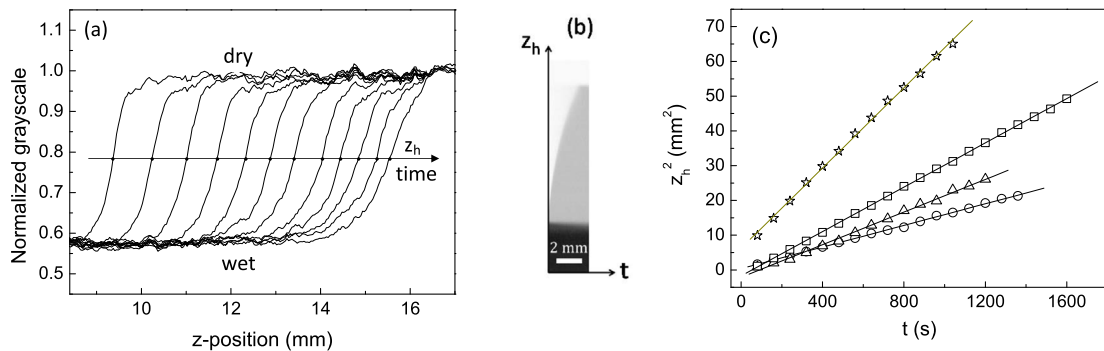 (a)
dry
z_h
time
wet
1.1
1.0
0.9
0.8
0.7
0.6
0.5
Normalized grayscale
10 12 14 16
z-position (mm)
(b)
z_h
2 mm
t
(c)
70
60
50
40
30
20
10
0
z_h^2 (mm^2)
0 400 800 1200 1600
t (s)